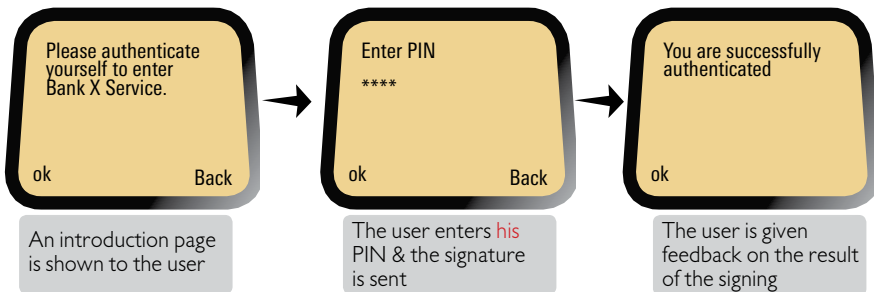 Please authenticate
yourself to enter
Bank X Service.
ok
Back
Enter PIN
****
ok
Back
You are successfully
authenticated
ok
An introduction page
is shown to the user
The user enters his
PIN & the signature
is sent
The user is given
feedback on the result
of the signing